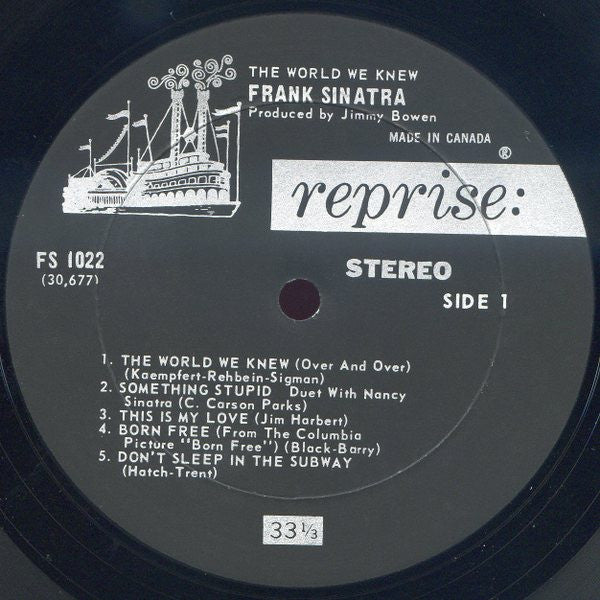 THE WORLD WE KNEW
FRANK SINATRA
Produced by Jimmy Bowen
MADE IN CANADA
®
reprise:
FS 1022
(30,677)
STEREO
SIDE 1
1. THE WORLD WE KNEW (Over And Over)
(Kaempfert-Rehbein-Sigman)
2. SOMETHING STUPID Duet With Nancy
Sinatra (C. Carson Parks)
3. THIS IS MY LOVE (Jim Harbert)
4. BORN FREE (From The Columbia
Picture "Born Free") (Black-Barry)
5. DON'T SLEEP IN THE SUBWAY
(Hatch-Trent)
33 1/3